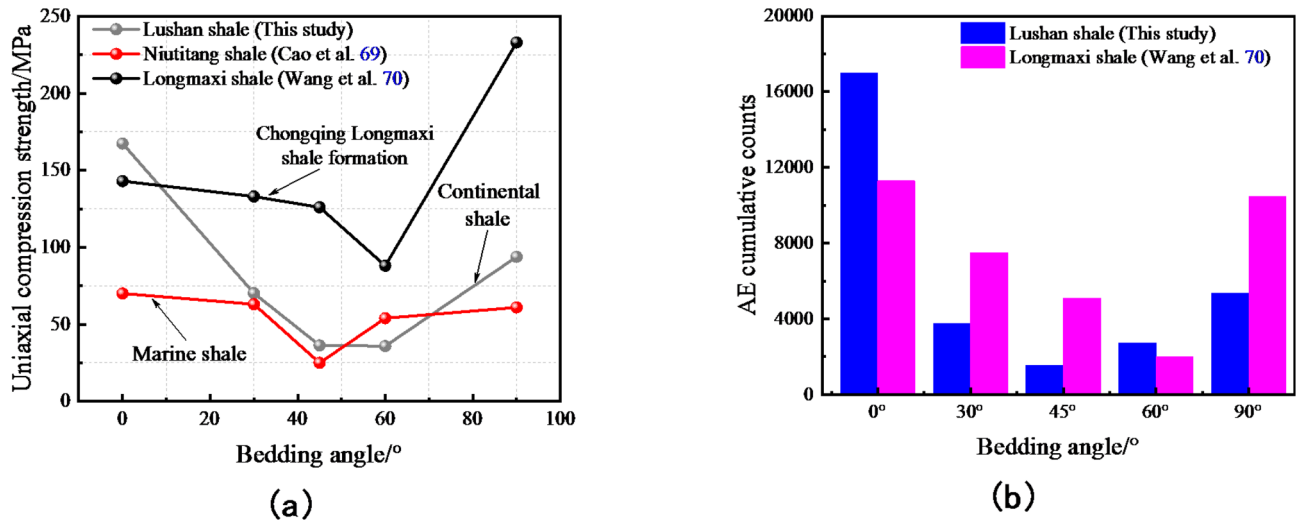 250
200
150
100
50
0
Uniaxial compression strength/MPa
Lushan shale (This study)
Niutitang shale (Cao et al. 69)
Longmaxi shale (Wang et al. 70)
Chongqing Longmaxi
shale formation
Continental
shale
Marine shale
0 20 40 60 80 100
Bedding angle/°
(a)
20000
16000
12000
8000
4000
0
AE cumulative counts
Lushan shale (This study)
Longmaxi shale (Wang et al. 70)
0° 30° 45° 60° 90°
Bedding angle/°
(b)